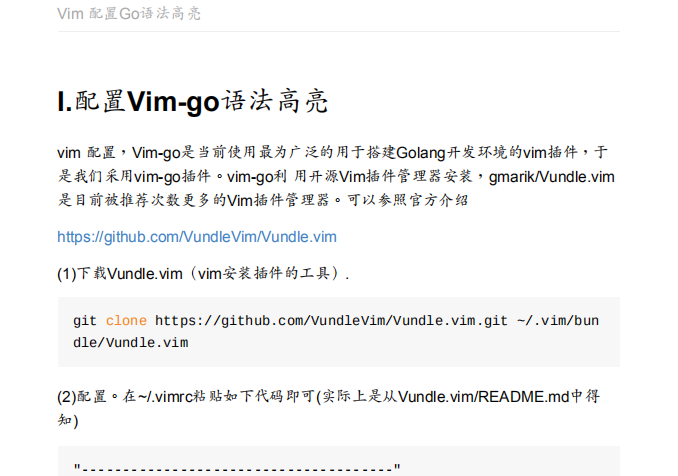 Vim 配置Go语法高亮
I.配置Vim-go语法高亮
vim 配置，Vim-go是当前使用最为广泛的用于搭建Golang开发环境的vim插件，于
是我们采用vim-go插件。vim-go利 用开源Vim插件管理器安装，gmarik/Vundle.vim
是目前被推荐次数更多的Vim插件管理器。可以参照官方介绍
https://github.com/VundleVim/Vundle.vim
(1)下载Vundle.vim（vim安装插件的工具）.
git clone https://github.com/VundleVim/Vundle.vim.git ~/.vim/bun
dle/Vundle.vim
(2)配置。在~/.vimrc粘贴如下代码即可(实际上是从Vundle.vim/README.md中得
知)
"-------------------------------------"